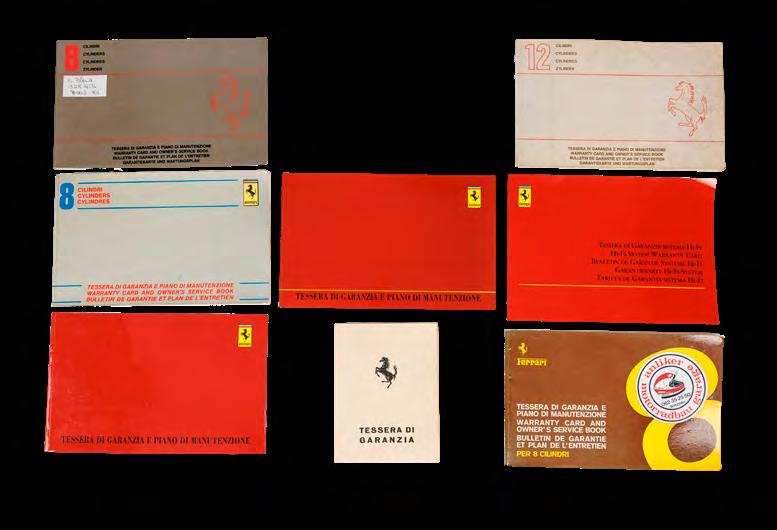 8
CILINDRI
CYLINDERS
CYLINDRES
ZYLINDER
TESSERA DI GARANZIA E PIANO DI MANUTENZIONE
WARRANTY CARD AND OWNER'S SERVICE BOOK
BULLETIN DE GARANTIE ET PLAN DE L'ENTRETIEN
GARANTIEKARTE UND WARTUNGSPLAN
12
CILINDRI
CYLINDERS
CYLINDRES
ZYLINDER
TESSERA DI GARANZIA E PIANO DI MANUTENZIONE
WARRANTY CARD AND OWNER'S SERVICE BOOK
BULLETIN DE GARANTIE ET PLAN DE L'ENTRETIEN
GARANTIEKARTE UND WARTUNGSPLAN
8
CILINDRI
CYLINDERS
CYLINDRES
TESSERA DI GARANZIA E PIANO DI MANUTENZIONE
WARRANTY CARD AND OWNER'S SERVICE BOOK
BULLETIN DE GARANTIE ET PLAN DE L'ENTRETIEN
TESSERA DI GARANZIA E PIANO DI MANUTENZIONE
TESSERA DI GARANZIA SISTEMA HI-FI
HI-FI SYSTEM WARRANTY CARD
BULLETIN DE GARANTIE SYSTEME HI-FI
GARANTIEKARTE HI-FI-SYSTEM
TARJETA DE GARANTIA SISTEMA HI-FI
TESSERA DI GARANZIA E PIANO DI MANUTENZIONE
TESSERA DI
GARANZIA
Ferrari
TESSERA DI GARANZIA E
PIANO DI MANUTENZIONE
WARRANTY CARD AND
OWNER'S SERVICE BOOK
BULLETIN DE GARANTIE
ET PLAN DE L'ENTRETIEN
PER 8 CILINDRI
anliker garage
motorradbau